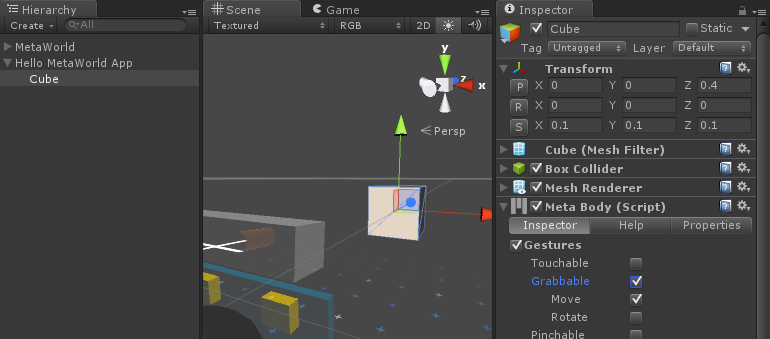 Hierarchy
Create All
MetaWorld
Hello MetaWorld App
Cube
Scene Game
Textured RGB 2D
y
z
x
Persp
Inspector
Cube Static
Tag Untagged Layer Default
Transform
P X 0 Y 0 Z 0.4
R X 0 Y 0 Z 0
S X 0.1 Y 0.1 Z 0.1
Cube (Mesh Filter)
Box Collider
Mesh Renderer
Meta Body (Script)
Inspector Help Properties
Gestures
Touchable
Grabbable
Move
Rotate
Pinchable